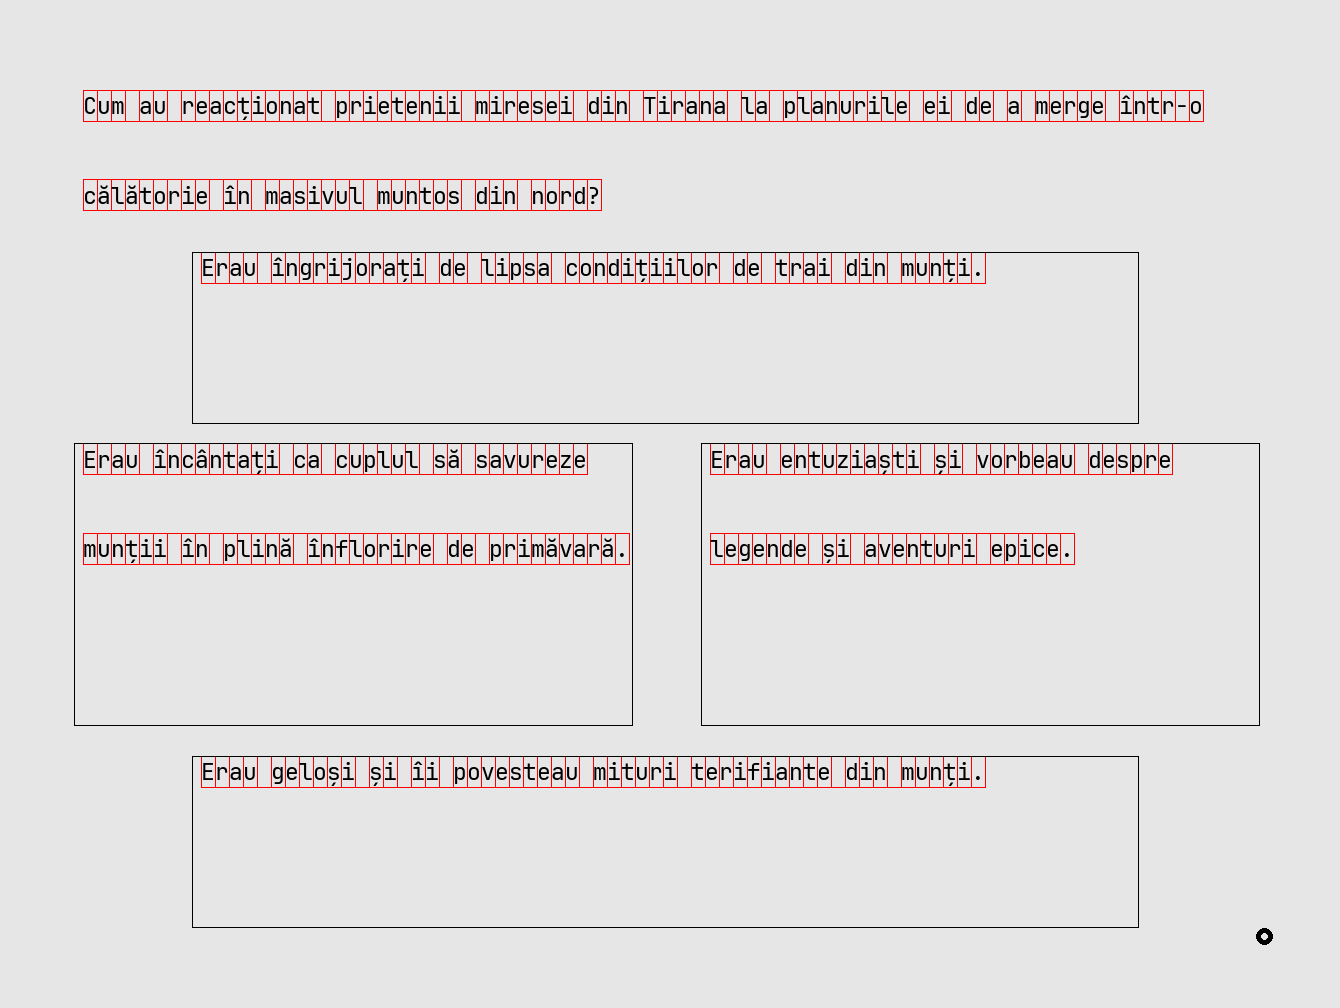 Cum au reacționat prietenii miresei din Tirana la planurile ei de a merge într-o
călătorie în masivul muntos din nord?
Erau îngrijorați de lipsa condițiilor de trai din munți.
Erau încântați ca cuplul să savureze
munții în plină înflorire de primăvară.
Erau entuziaști și vorbeau despre
legende și aventuri epice.
Erau geloși și îi povesteau mituri terifiante din munți.